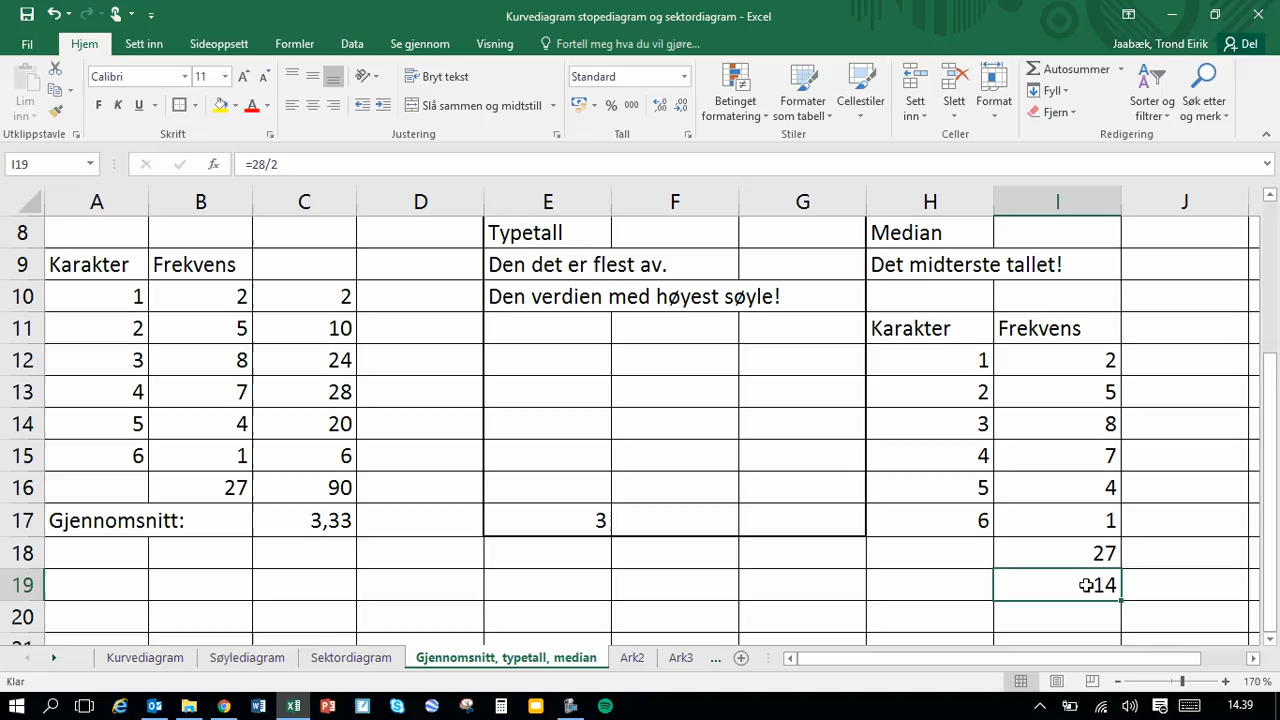 Kurvediagram stopediagram og sektordiagram - Excel
Fil Hjem Sett inn Sideoppsett Formler Data Se gjennom Visning Fortell meg hva du vil gjøre... Jaabæk, Trond Eirik Del
Lim inn
Calibri 11
F K U A
Bryt tekst
Slå sammen og midtstill
Standard
% 000
Betinget formatering
Formater som tabell
Cellestiler
Sett inn
Slett
Format
Autosummer
Fyll
Fjern
Sorter og filtrer
Søk etter og merk
Utklippstavle Skrift Justering Tall Stiler Celler Redigering
I19 fx =28/2
A B C D E F G H I J
8 Typetall Median
9 Karakter Frekvens Den det er flest av. Det midterste tallet!
10 1 2 2 Den verdien med høyest søyle!
11 2 5 10 Karakter Frekvens
12 3 8 24 1 2
13 4 7 28 2 5
14 5 4 20 3 8
15 6 1 6 4 7
16 27 90 5 4
17 Gjennomsnitt: 3,33 3 6 1
18 27
19 14
20
21
Kurvediagram Søylediagram Sektordiagram Gjennomsnitt, typetall, median Ark2 Ark3 ...
Klar 170 %
14.39